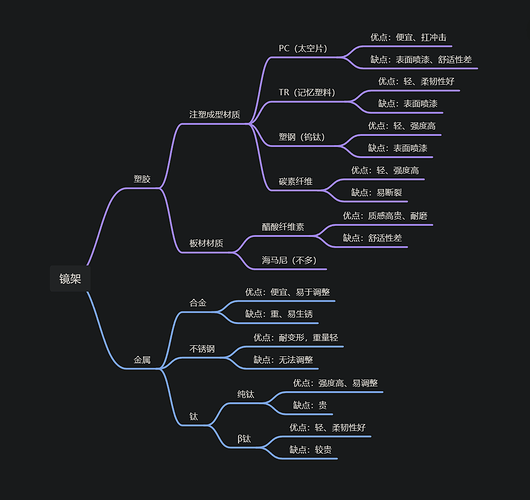 镜架
塑胶
注塑成型材质
PC（太空片）
优点：便宜、扛冲击
缺点：表面喷漆、舒适性差
TR（记忆塑料）
优点：轻、柔韧性好
缺点：表面喷漆
塑钢（钨钛）
优点：轻、强度高
缺点：表面喷漆
碳素纤维
优点：轻、强度高
缺点：易断裂
板材材质
醋酸纤维素
优点：质感高贵、耐磨
缺点：舒适性差
海马尼（不多）
金属
合金
优点：便宜、易于调整
缺点：重、易生锈
不锈钢
优点：耐变形，重量轻
缺点：无法调整
钛
纯钛
优点：强度高、易调整
缺点：贵
β钛
优点：轻、柔韧性好
缺点：较贵